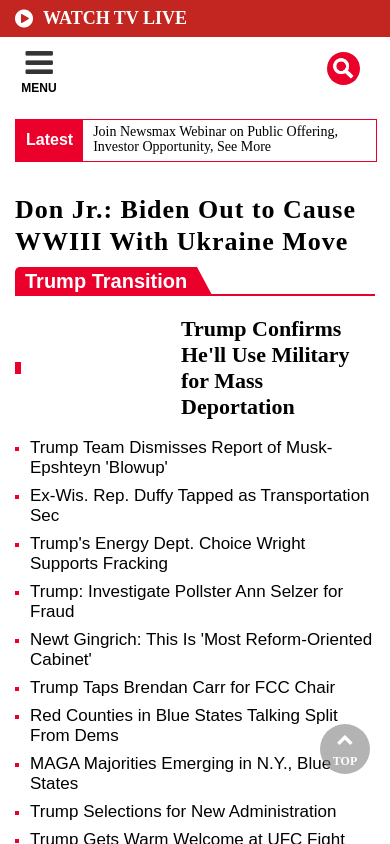 WATCH TV LIVE
MENU
Latest
Join Newsmax Webinar on Public Offering,
Investor Opportunity, See More
Don Jr.: Biden Out to Cause
WWIII With Ukraine Move
Trump Transition
Trump Confirms
He'll Use Military
for Mass
Deportation
Trump Team Dismisses Report of Musk-
Epshteyn 'Blowup'
Ex-Wis. Rep. Duffy Tapped as Transportation
Sec
Trump's Energy Dept. Choice Wright
Supports Fracking
Trump: Investigate Pollster Ann Selzer for
Fraud
Newt Gingrich: This Is 'Most Reform-Oriented
Cabinet'
Trump Taps Brendan Carr for FCC Chair
Red Counties in Blue States Talking Split
From Dems
MAGA Majorities Emerging in N.Y., Blue
States
TOP
Trump Selections for New Administration
Trump Gets Warm Welcome at UFC Fight